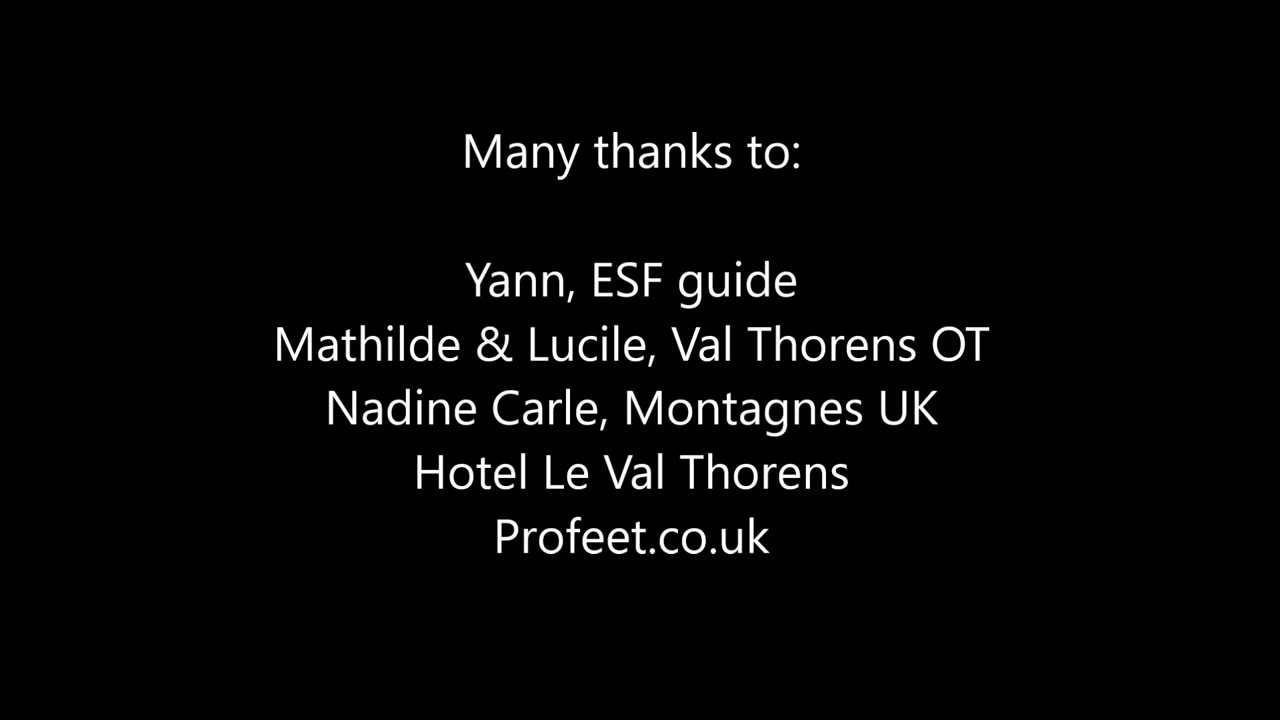 Many thanks to:
Yann, ESF guide
Mathilde & Lucile, Val Thorens OT
Nadine Carle, Montagnes UK
Hotel Le Val Thorens
Profeet.co.uk